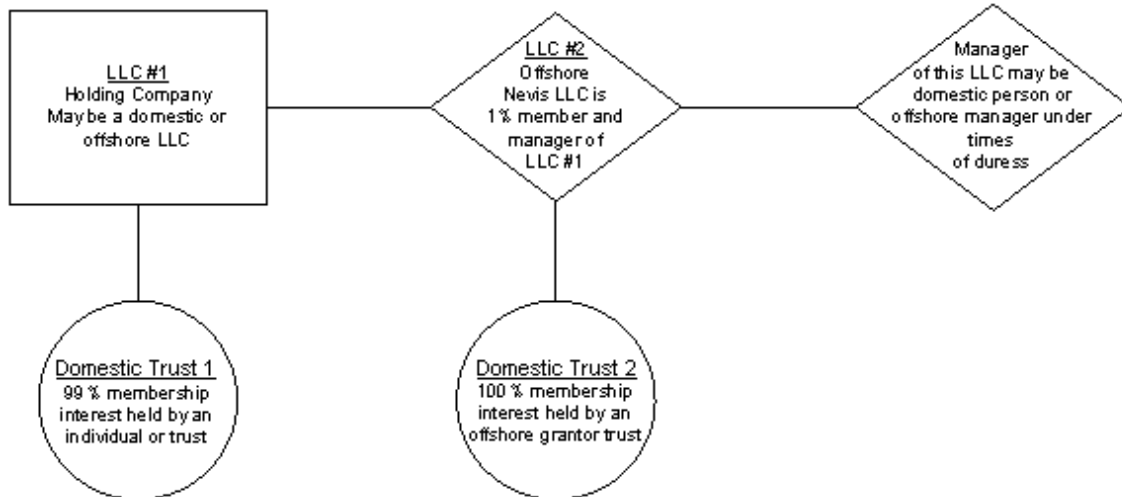 LLC #1
Holding Company
May be a domestic or
offshore LLC
LLC #2
Offshore
Nevis LLC is
1% member and
manager of
LLC #1
Manager
of this LLC may be
domestic person or
offshore manager under
times
of duress
Domestic Trust 1
99 % membership
interest held by an
individual or trust
Domestic Trust 2
100 % membership
interest held by an
offshore grantor trust